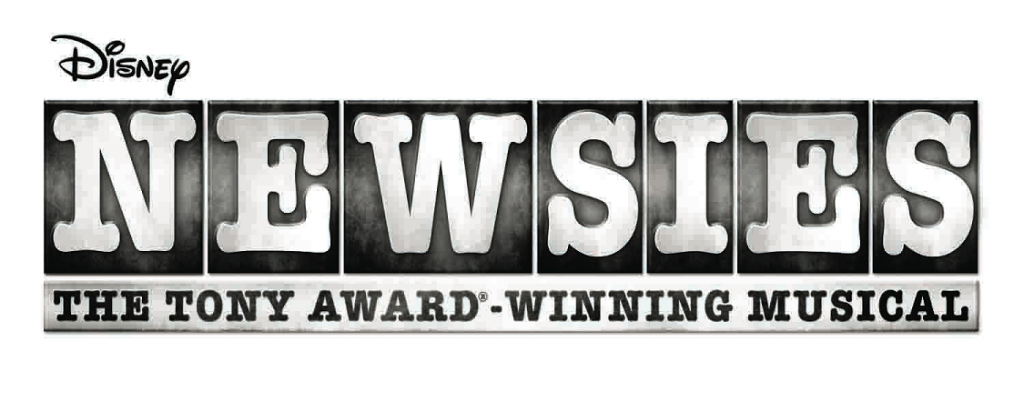 Disney
NEWSIES
THE TONY AWARD®-WINNING MUSICAL